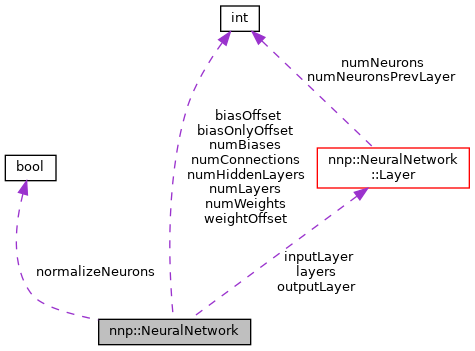 int
numNeurons
numNeuronsPrevLayer
biasOffset
biasOnlyOffset
numBiases
numConnections
numHiddenLayers
numLayers
numWeights
weightOffset
bool
nnp::NeuralNetwork
::Layer
inputLayer
layers
outputLayer
normalizeNeurons
nnp::NeuralNetwork